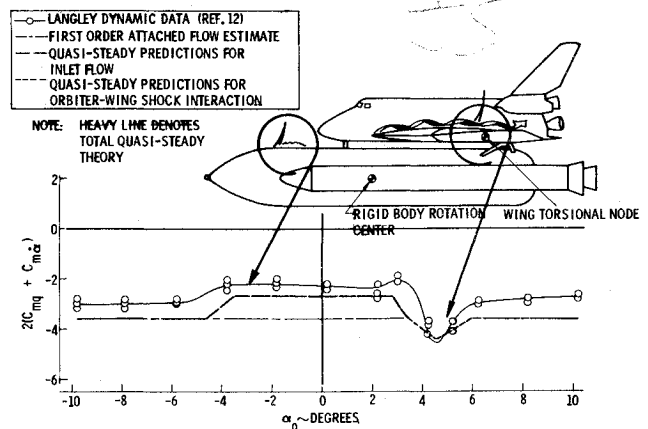 LANGLEY DYNAMIC DATA (REF. 12)
FIRST ORDER ATTACHED FLOW ESTIMATE
QUASI-STEADY PREDICTIONS FOR
INLET FLOW
QUASI-STEADY PREDICTIONS FOR
ORBITER-WING SHOCK INTERACTION
NOTE: HEAVY LINE DENOTES
TOTAL QUASI-STEADY
THEORY
RIGID BODY ROTATION
CENTER
WING TORSIONAL NODE
2(Cmq + Cmα̇)
2
0
-2
-4
-6
-10 -8 -6 -4 -2 0 2 4 6 8 10
α₀~DEGREES